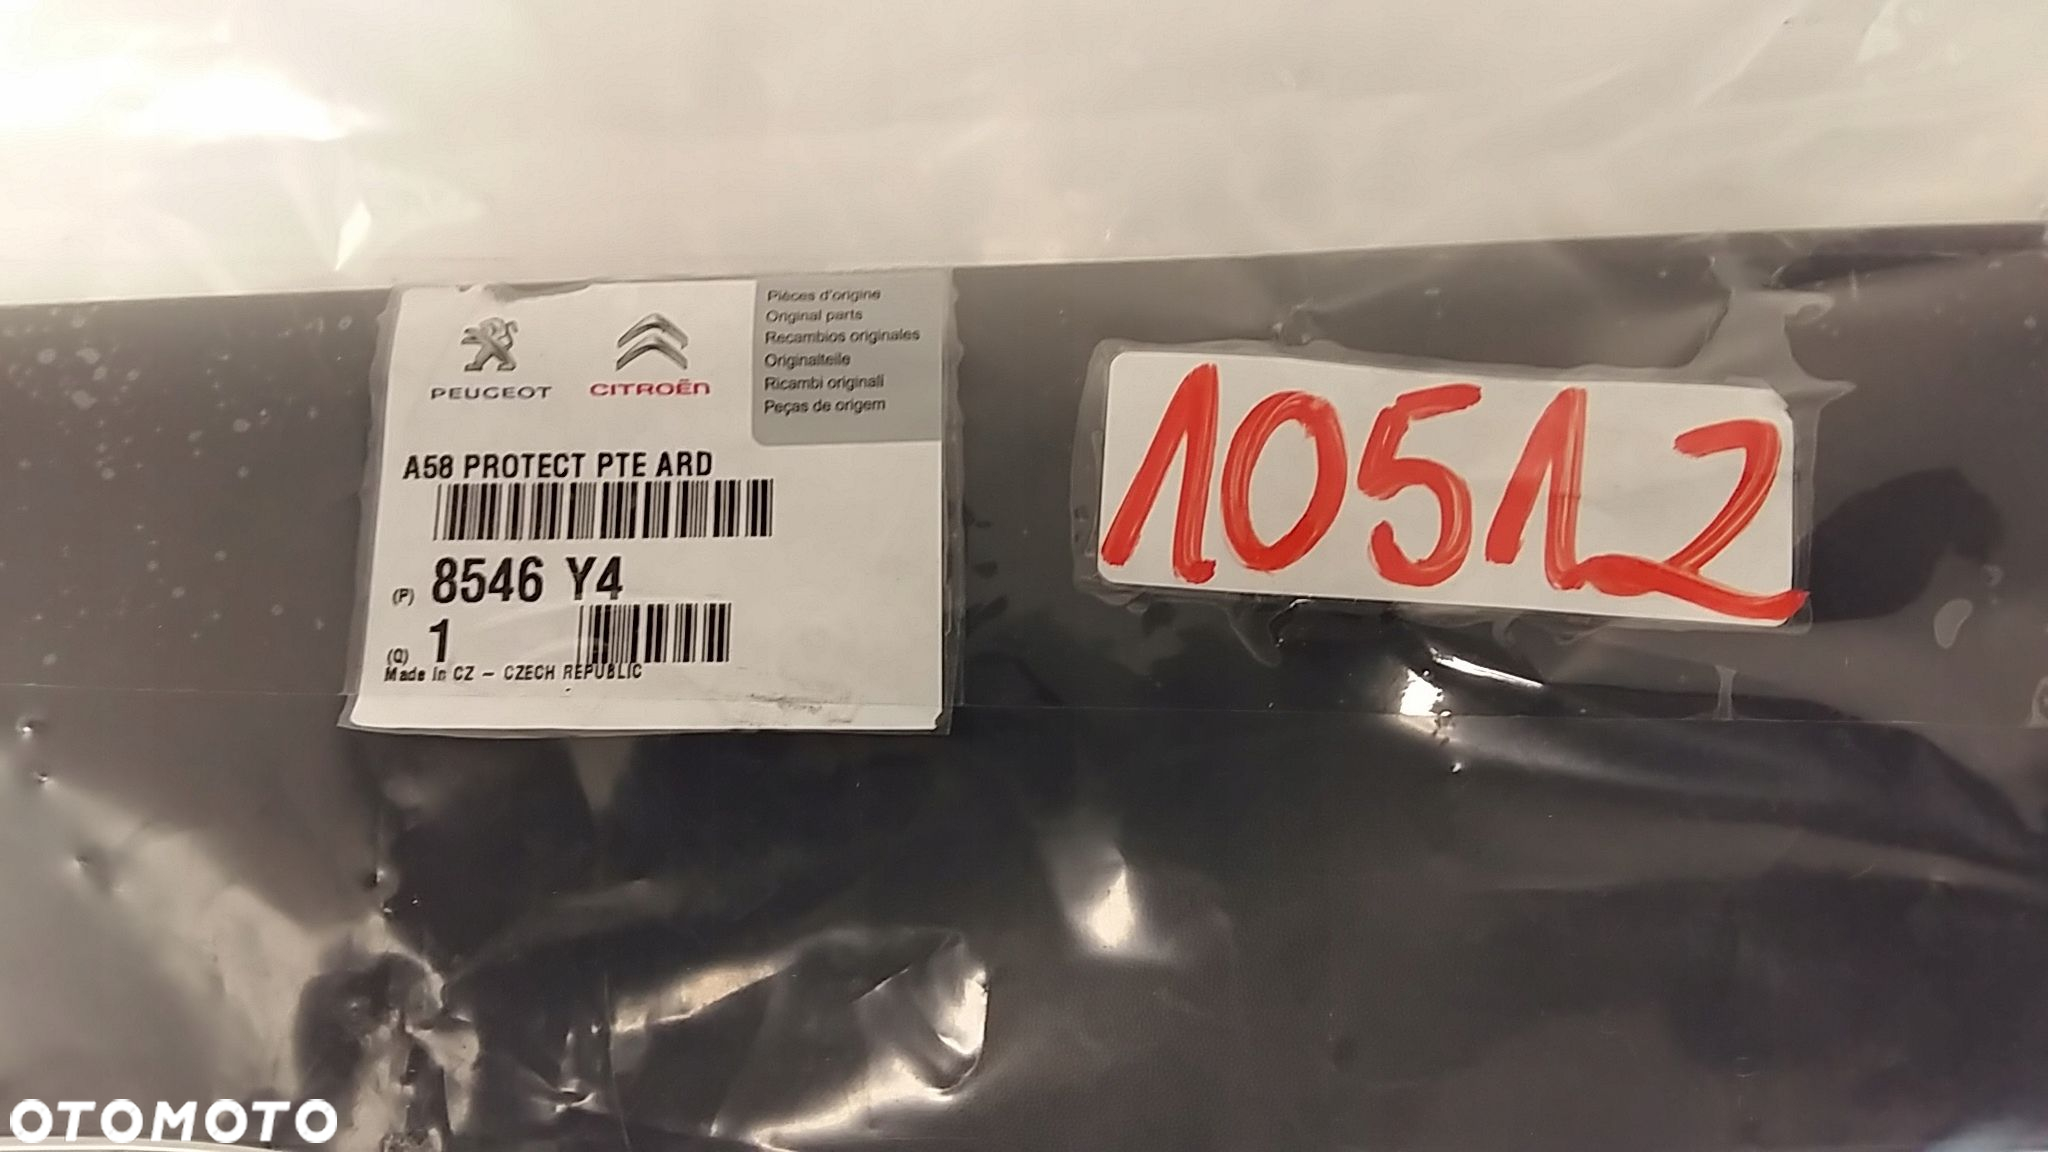 PEUGEOT CITROËN
Pièces d'origine
Original parts
Recambios originales
Originalteile
Ricambi originali
Peças de origem
A58 PROTECT PTE ARD
(P) 8546 Y4
(Q) 1
Made In CZ - CZECH REPUBLIC
10512
OTOMOTO